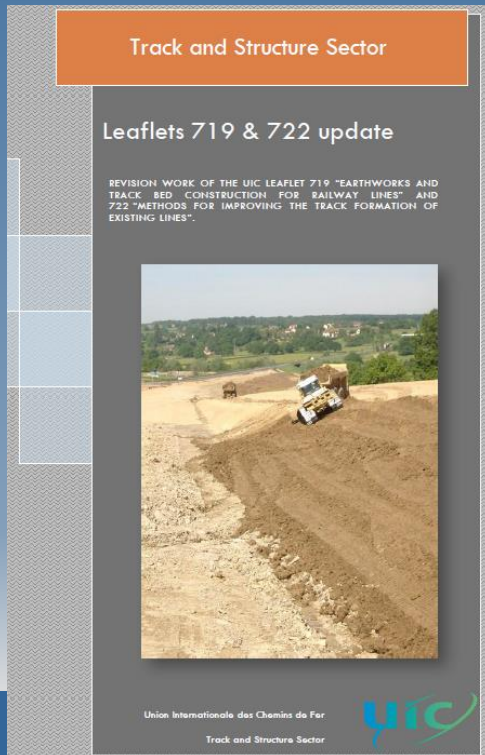 Track and Structure Sector
Leaflets 719 & 722 update
REVISION WORK OF THE UIC LEAFLET 719 "EARTHWORKS AND
TRACK BED CONSTRUCTION FOR RAILWAY LINES" AND
722 "METHODS FOR IMPROVING THE TRACK FORMATION OF
EXISTING LINES".
Union Internationale des Chemins de Fer
uic
Track and Structure Sector